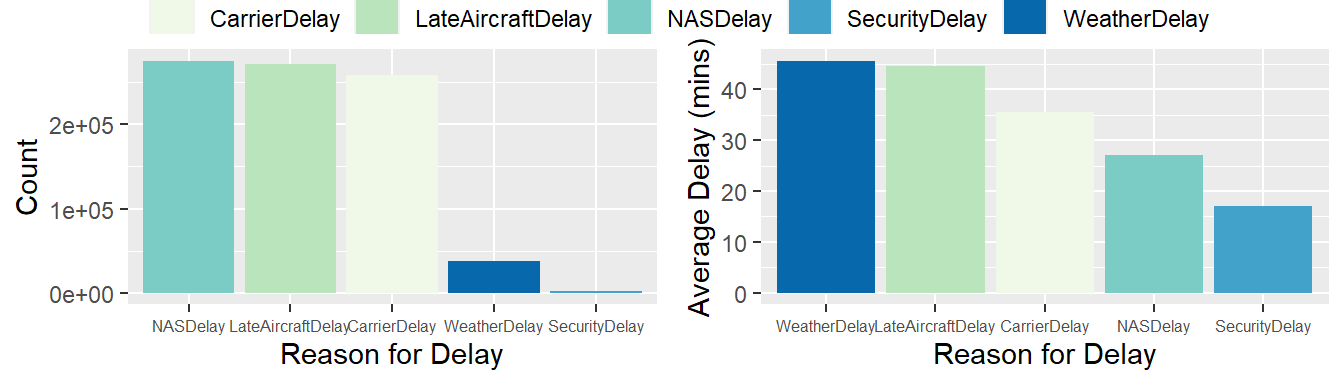 CarrierDelay LateAircraftDelay NASDelay SecurityDelay WeatherDelay
Count
2e+05
1e+05
0e+00
NASDelay LateAircraftDelay CarrierDelay WeatherDelay SecurityDelay
Reason for Delay
Average Delay (mins)
40
30
20
10
0
WeatherDelay LateAircraftDelay CarrierDelay NASDelay SecurityDelay
Reason for Delay